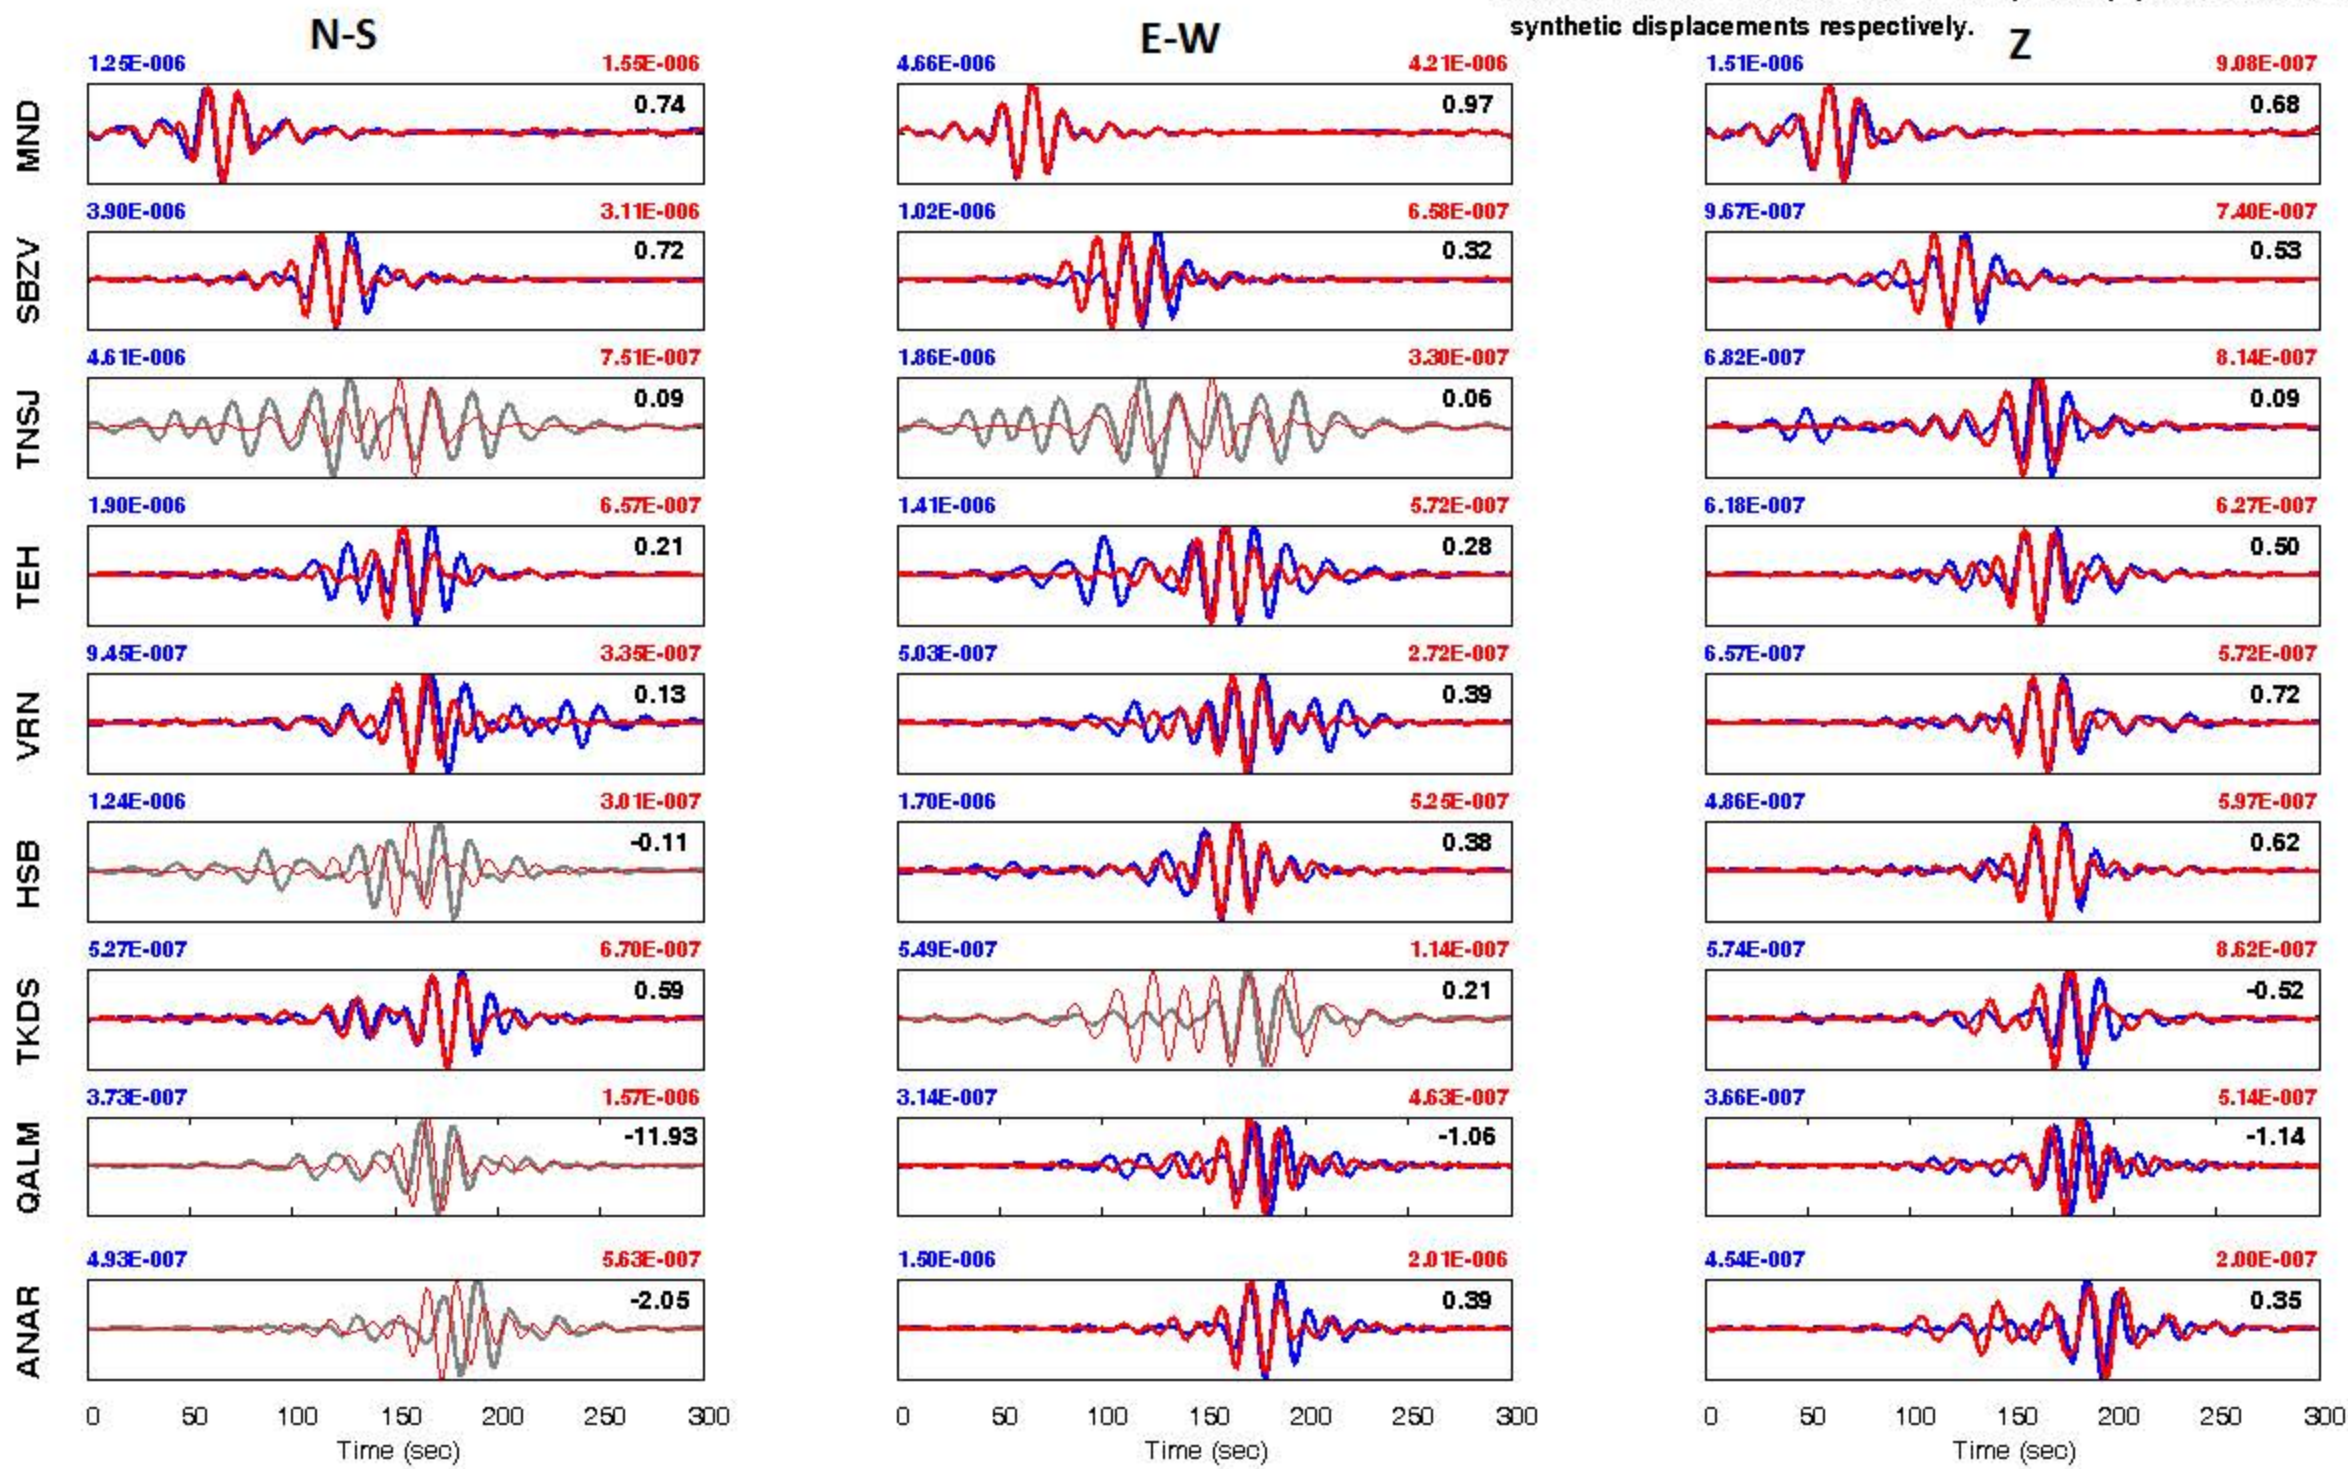 synthetic displacements respectively.
N-S E-W Z
1.25E-006 1.55E-006 4.66E-006 4.21E-006 1.51E-006 9.08E-007
MND 0.74 0.97 0.68
3.90E-006 3.11E-006 1.02E-006 6.58E-007 9.67E-007 7.40E-007
SBZV 0.72 0.32 0.53
4.61E-006 7.51E-007 1.86E-006 3.30E-007 6.82E-007 8.14E-007
TNSJ 0.09 0.06 0.09
1.90E-006 6.57E-007 1.41E-006 5.72E-007 6.18E-007 6.27E-007
TEH 0.21 0.28 0.50
9.45E-007 3.35E-007 5.03E-007 2.72E-007 6.57E-007 5.72E-007
VRN 0.13 0.39 0.72
1.24E-006 3.01E-007 1.70E-006 5.25E-007 4.86E-007 5.97E-007
HSB -0.11 0.38 0.62
5.27E-007 6.70E-007 5.49E-007 1.14E-007 5.74E-007 8.62E-007
TKDS 0.59 0.21 -0.52
3.73E-007 1.57E-006 3.14E-007 4.63E-007 3.66E-007 5.14E-007
QALM -11.93 -1.06 -1.14
4.93E-007 5.63E-007 1.50E-006 2.01E-006 4.54E-007 2.00E-007
ANAR -2.05 0.39 0.35
0 50 100 150 200 250 300 0 50 100 150 200 250 300 0 50 100 150 200 250 300
Time (sec) Time (sec) Time (sec)